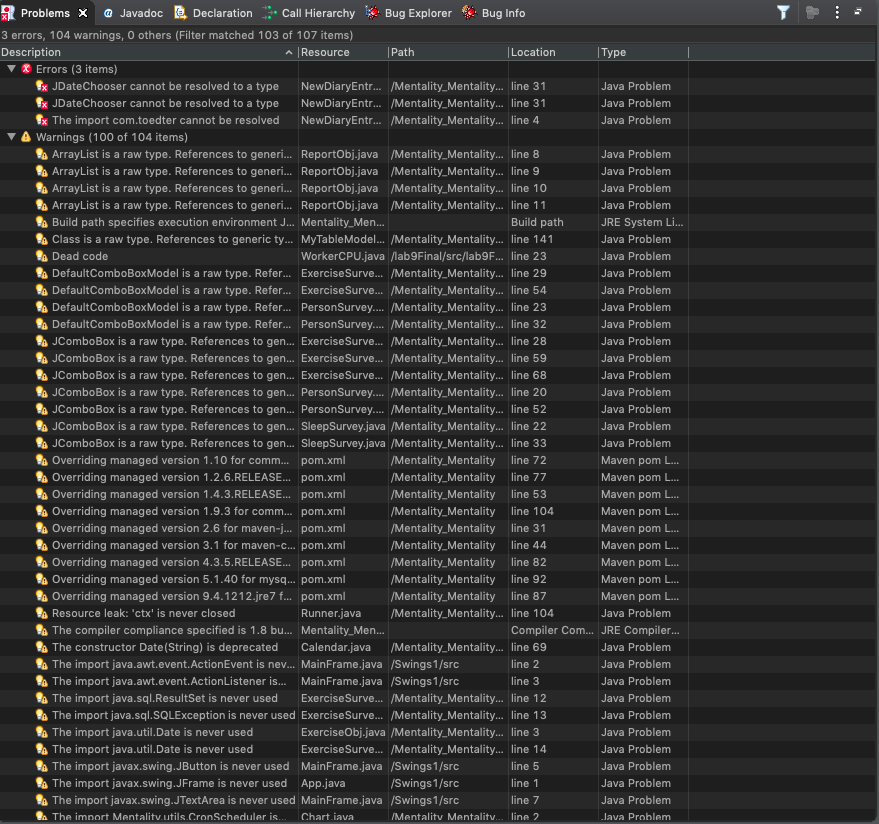 Problems Javadoc Declaration Call Hierarchy Bug Explorer Bug Info
3 errors, 104 warnings, 0 others (Filter matched 103 of 107 items)
Description Resource Path Location Type
Errors (3 items)
JDateChooser cannot be resolved to a type NewDiaryEntr... /Mentality_Mentality... line 31 Java Problem
JDateChooser cannot be resolved to a type NewDiaryEntr... /Mentality_Mentality... line 31 Java Problem
The import com.toedter cannot be resolved NewDiaryEntr... /Mentality_Mentality... line 4 Java Problem
Warnings (100 of 104 items)
ArrayList is a raw type. References to generi... ReportObj.java /Mentality_Mentality... line 8 Java Problem
ArrayList is a raw type. References to generi... ReportObj.java /Mentality_Mentality... line 9 Java Problem
ArrayList is a raw type. References to generi... ReportObj.java /Mentality_Mentality... line 10 Java Problem
ArrayList is a raw type. References to generi... ReportObj.java /Mentality_Mentality... line 11 Java Problem
Build path specifies execution environment J... Mentality_Men... Build path JRE System Li...
Class is a raw type. References to generic ty... MyTableModel... /Mentality_Mentality... line 141 Java Problem
Dead code WorkerCPU.java /lab9Final/src/lab9F... line 23 Java Problem
DefaultComboBoxModel is a raw type. Refer... ExerciseSurve... /Mentality_Mentality... line 29 Java Problem
DefaultComboBoxModel is a raw type. Refer... ExerciseSurve... /Mentality_Mentality... line 54 Java Problem
DefaultComboBoxModel is a raw type. Refer... PersonSurvey.... /Mentality_Mentality... line 23 Java Problem
DefaultComboBoxModel is a raw type. Refer... PersonSurvey.... /Mentality_Mentality... line 32 Java Problem
JComboBox is a raw type. References to gen... ExerciseSurve... /Mentality_Mentality... line 28 Java Problem
JComboBox is a raw type. References to gen... ExerciseSurve... /Mentality_Mentality... line 59 Java Problem
JComboBox is a raw type. References to gen... ExerciseSurve... /Mentality_Mentality... line 68 Java Problem
JComboBox is a raw type. References to gen... PersonSurvey.... /Mentality_Mentality... line 20 Java Problem
JComboBox is a raw type. References to gen... PersonSurvey.... /Mentality_Mentality... line 52 Java Problem
JComboBox is a raw type. References to gen... SleepSurvey.java /Mentality_Mentality... line 22 Java Problem
JComboBox is a raw type. References to gen... SleepSurvey.java /Mentality_Mentality... line 33 Java Problem
Overriding managed version 1.10 for comm... pom.xml /Mentality_Mentality line 72 Maven pom L...
Overriding managed version 1.2.6.RELEASE... pom.xml /Mentality_Mentality line 77 Maven pom L...
Overriding managed version 1.4.3.RELEASE... pom.xml /Mentality_Mentality line 53 Maven pom L...
Overriding managed version 1.9.3 for comm... pom.xml /Mentality_Mentality line 104 Maven pom L...
Overriding managed version 2.6 for maven-j... pom.xml /Mentality_Mentality line 31 Maven pom L...
Overriding managed version 3.1 for maven-c... pom.xml /Mentality_Mentality line 44 Maven pom L...
Overriding managed version 4.3.5.RELEASE... pom.xml /Mentality_Mentality line 82 Maven pom L...
Overriding managed version 5.1.40 for mysq... pom.xml /Mentality_Mentality line 92 Maven pom L...
Overriding managed version 9.4.1212.jre7 f... pom.xml /Mentality_Mentality line 87 Maven pom L...
Resource leak: 'ctx' is never closed Runner.java /Mentality_Mentality... line 104 Java Problem
The compiler compliance specified is 1.8 bu... Mentality_Men... Compiler Com... JRE Compiler...
The constructor Date(String) is deprecated Calendar.java /Mentality_Mentality... line 69 Java Problem
The import java.awt.event.ActionEvent is nev... MainFrame.java /Swings1/src line 2 Java Problem
The import java.awt.event.ActionListener is... MainFrame.java /Swings1/src line 3 Java Problem
The import java.sql.ResultSet is never used ExerciseSurve... /Mentality_Mentality... line 12 Java Problem
The import java.sql.SQLException is never used ExerciseSurve... /Mentality_Mentality... line 13 Java Problem
The import java.util.Date is never used ExerciseObj.java /Mentality_Mentality... line 3 Java Problem
The import java.util.Date is never used ExerciseSurve... /Mentality_Mentality... line 14 Java Problem
The import javax.swing.JButton is never used MainFrame.java /Swings1/src line 5 Java Problem
The import javax.swing.JFrame is never used App.java /Swings1/src line 1 Java Problem
The import javax.swing.JTextArea is never used MainFrame.java /Swings1/src line 7 Java Problem
The import Mentality.utils.CronScheduler is... Chart.java /Mentality_Mentality... line 2 Java Problem